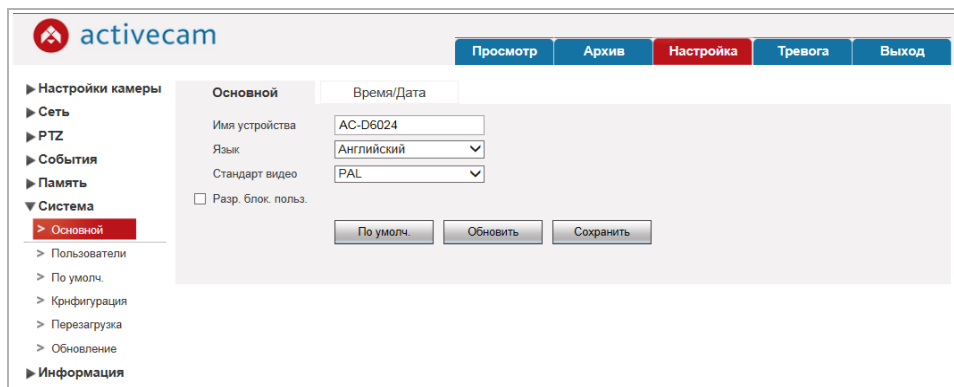 activecam
Просмотр Архив Настройка Тревога Выход
Настройки камеры
Сеть
PTZ
События
Память
Система
> Основной
> Пользователи
> По умолч.
> Крнфигурация
> Перезагрузка
> Обновление
Информация
Основной Время/Дата
Имя устройства AC-D6024
Язык Английский
Стандарт видео PAL
Разр. блок. польз.
По умолч. Обновить Сохранить